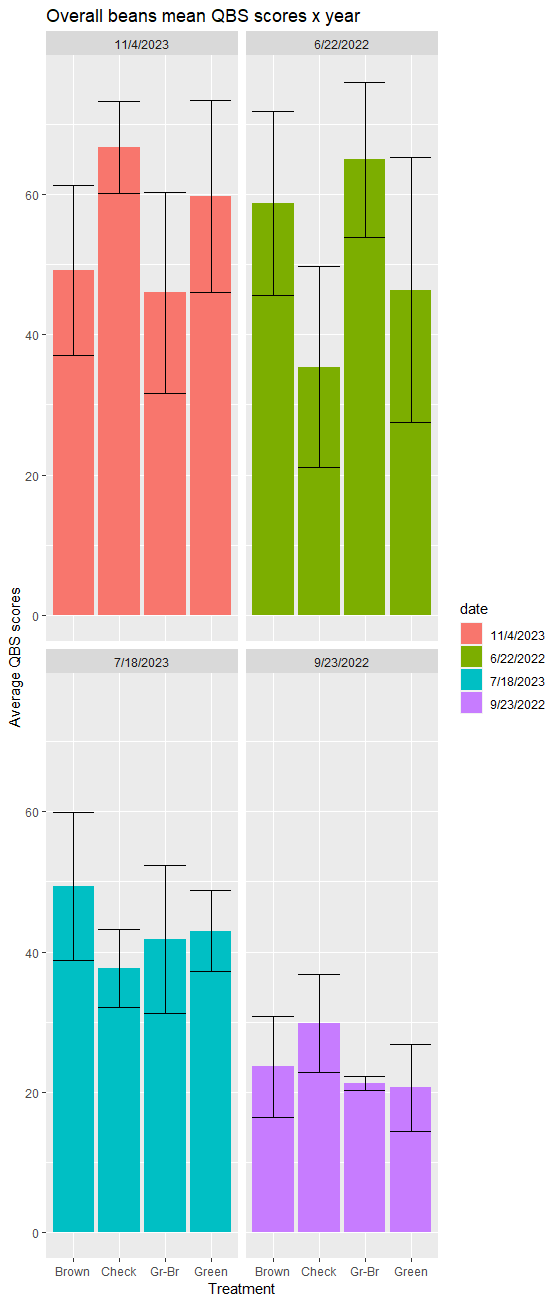 Overall beans mean QBS scores x year
11/4/2023
6/22/2022
60
40
20
0
Average QBS scores
7/18/2023
9/23/2022
60
40
20
0
Brown Check Gr-Br Green
Brown Check Gr-Br Green
Treatment
date
11/4/2023
6/22/2022
7/18/2023
9/23/2022